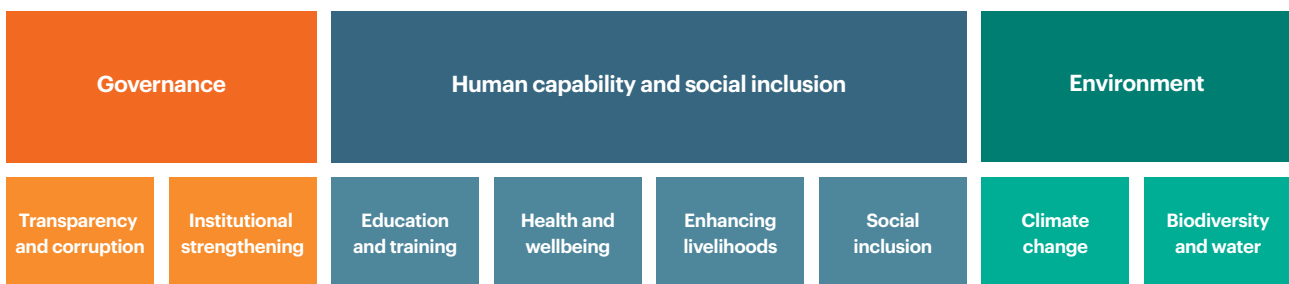 Governance
Human capability and social inclusion
Environment
Transparency
and corruption
Institutional
strengthening
Education
and training
Health and
wellbeing
Enhancing
livelihoods
Social
inclusion
Climate
change
Biodiversity
and water